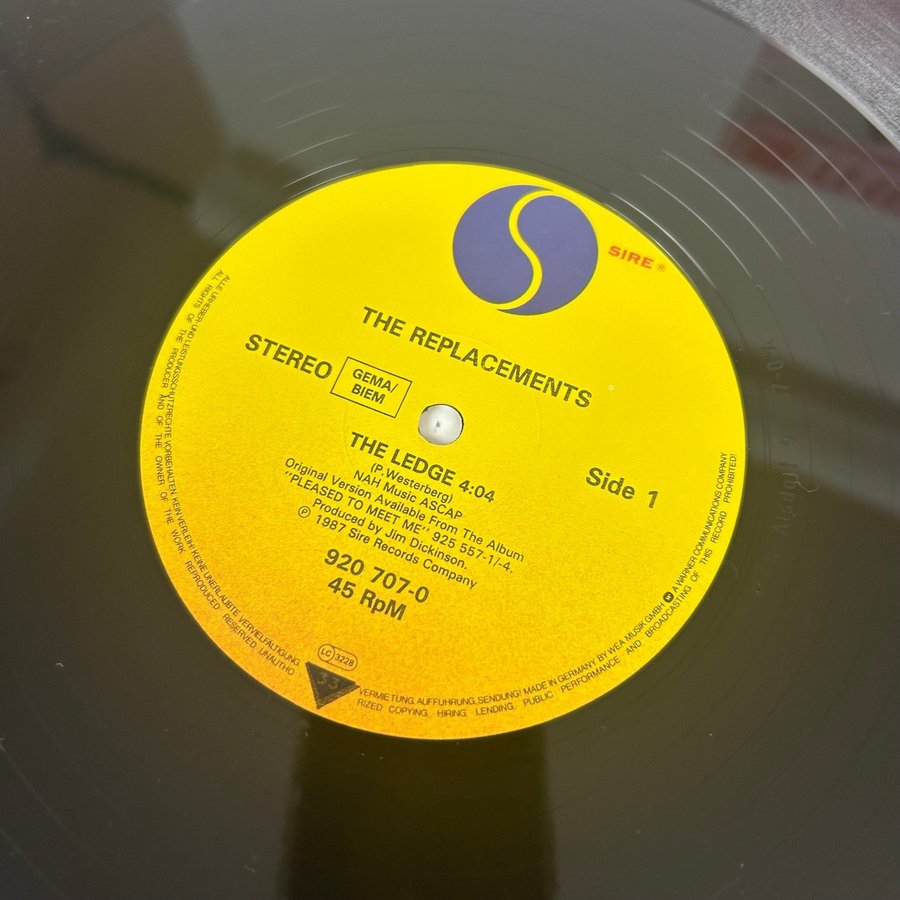 SIRE®
THE REPLACEMENTS
STEREO
GEMA/
BIEM
Side 1
THE LEDGE 4:04
(P. Westerberg)
NAH Music ASCAP
Original Version Available From The Album
"PLEASED TO MEET ME" 925 557-1/-4.
Produced by Jim Dickinson.
℗ 1987 Sire Records Company
920 707-0
45 RpM
LC 3228
33
ALLE URHEBER UND LEISTUNGSSCHUTZRECHTE VORBEHALTEN. KEIN VERLEIH! KEINE UNERLAUBTE VERVIELFÄLTIGUNG, VERMIETUNG, AUFFÜHRUNG, SENDUNG! MADE IN GERMANY BY WEA MUSIK GMBH A WARNER COMMUNICATIONS COMPANY
ALL RIGHTS OF THE PRODUCER AND OF THE OWNER OF THE WORK REPRODUCED RESERVED. UNAUTHORIZED COPYING, HIRING, LENDING, PUBLIC PERFORMANCE AND BROADCASTING OF THIS RECORD PROHIBITED!